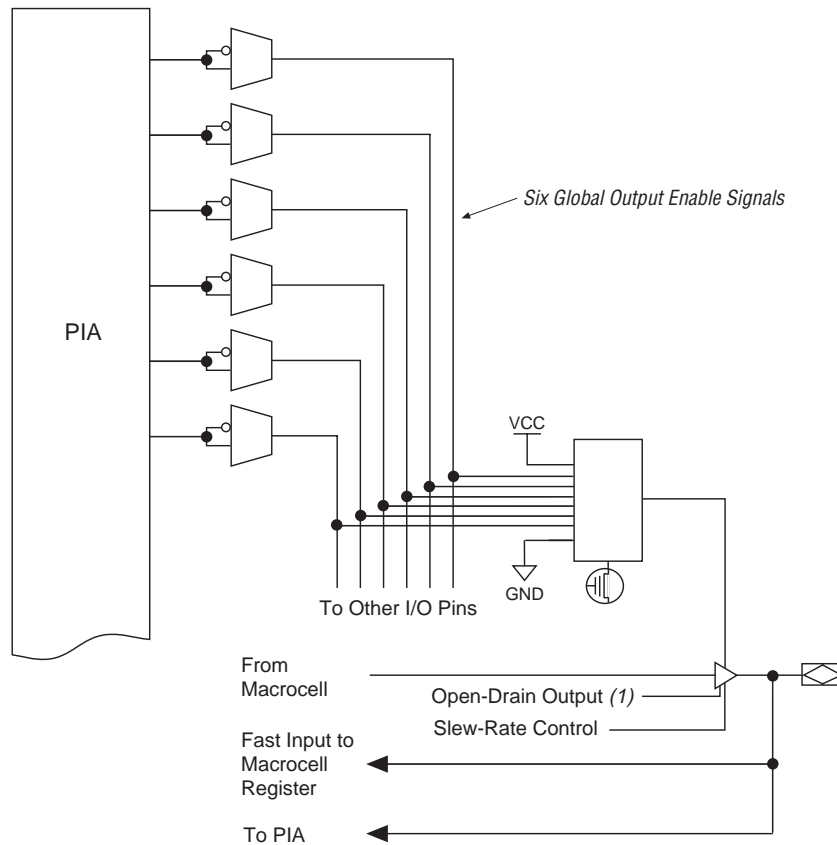 Six Global Output Enable Signals
PIA
VCC
GND
To Other I/O Pins
From
Macrocell
Open-Drain Output (1)
Slew-Rate Control
Fast Input to
Macrocell
Register
To PIA